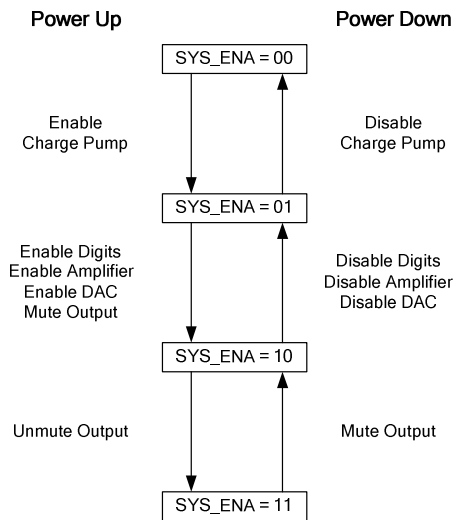 Power Up
Power Down
SYS_ENA = 00
Enable
Charge Pump
Disable
Charge Pump
SYS_ENA = 01
Enable Digits
Enable Amplifier
Enable DAC
Mute Output
Disable Digits
Disable Amplifier
Disable DAC
SYS_ENA = 10
Unmute Output
Mute Output
SYS_ENA = 11